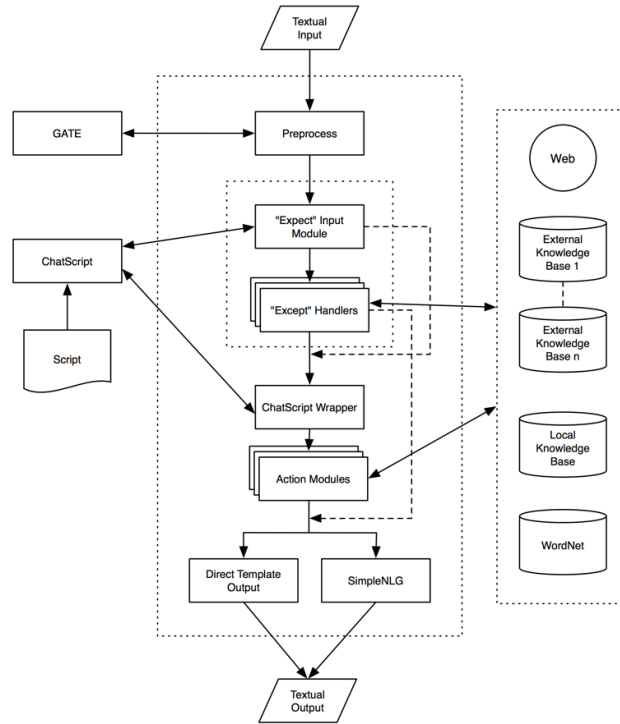 Textual
Input
GATE
Preprocess
Web
"Expect" Input
Module
External
Knowledge
Base 1
ChatScript
"Except" Handlers
External
Knowledge
Base n
Script
ChatScript Wrapper
Local
Knowledge
Base
Action Modules
WordNet
Direct Template
Output
SimpleNLG
Textual
Output